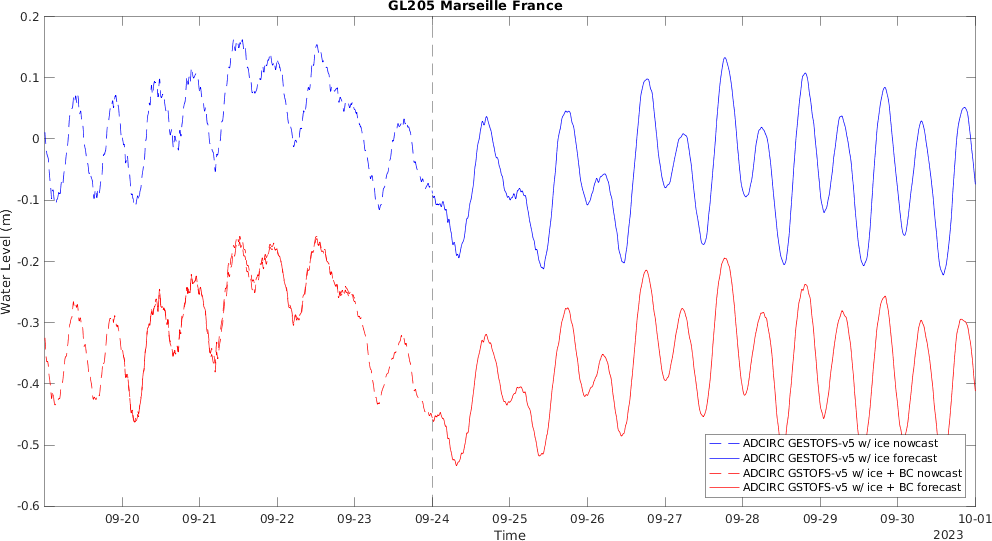 GL205 Marseille France
0.2
0.1
0
-0.1
-0.2
-0.3
-0.4
-0.5
-0.6
Water Level (m)
ADCIRC GESTOFS-v5 w/ ice nowcast
ADCIRC GESTOFS-v5 w/ ice forecast
ADCIRC GSTOFS-v5 w/ ice + BC nowcast
ADCIRC GSTOFS-v5 w/ ice + BC forecast
09-20 09-21 09-22 09-23 09-24 09-25 09-26 09-27 09-28 09-29 09-30 10-01
Time
2023